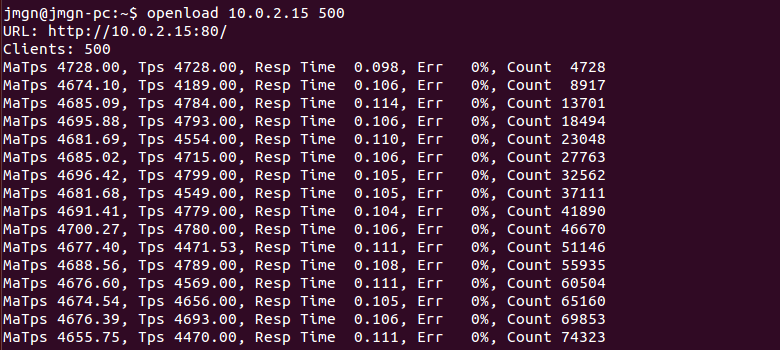 jmgn@jmgn-pc:~$ openload 10.0.2.15 500
URL: http://10.0.2.15:80/
Clients: 500
MaTps 4728.00, Tps 4728.00, Resp Time  0.098, Err   0%, Count  4728
MaTps 4674.10, Tps 4189.00, Resp Time  0.106, Err   0%, Count  8917
MaTps 4685.09, Tps 4784.00, Resp Time  0.114, Err   0%, Count 13701
MaTps 4695.88, Tps 4793.00, Resp Time  0.106, Err   0%, Count 18494
MaTps 4681.69, Tps 4554.00, Resp Time  0.110, Err   0%, Count 23048
MaTps 4685.02, Tps 4715.00, Resp Time  0.106, Err   0%, Count 27763
MaTps 4696.42, Tps 4799.00, Resp Time  0.105, Err   0%, Count 32562
MaTps 4681.68, Tps 4549.00, Resp Time  0.105, Err   0%, Count 37111
MaTps 4691.41, Tps 4779.00, Resp Time  0.104, Err   0%, Count 41890
MaTps 4700.27, Tps 4780.00, Resp Time  0.106, Err   0%, Count 46670
MaTps 4677.40, Tps 4471.53, Resp Time  0.111, Err   0%, Count 51146
MaTps 4688.56, Tps 4789.00, Resp Time  0.108, Err   0%, Count 55935
MaTps 4676.60, Tps 4569.00, Resp Time  0.111, Err   0%, Count 60504
MaTps 4674.54, Tps 4656.00, Resp Time  0.105, Err   0%, Count 65160
MaTps 4676.39, Tps 4693.00, Resp Time  0.106, Err   0%, Count 69853
MaTps 4655.75, Tps 4470.00, Resp Time  0.111, Err   0%, Count 74323